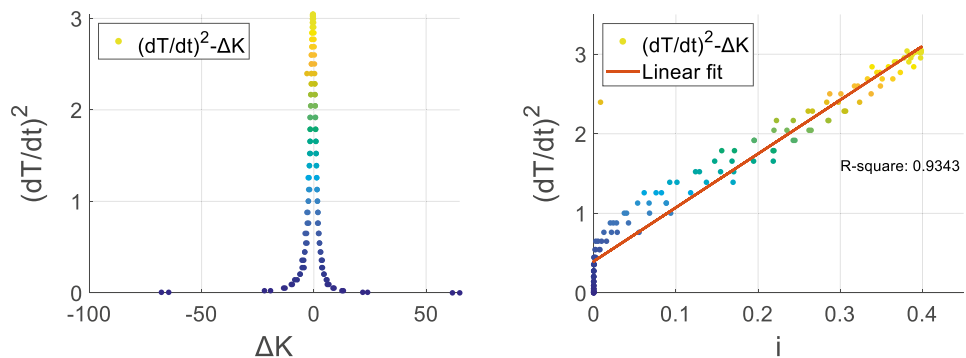 3
2
1
0
(dT/dt)²
(dT/dt)²-ΔK
-100
-50
0
50
ΔK
3
2
1
0
(dT/dt)²
(dT/dt)²-ΔK
Linear fit
R-square: 0.9343
0
0.1
0.2
0.3
0.4
i